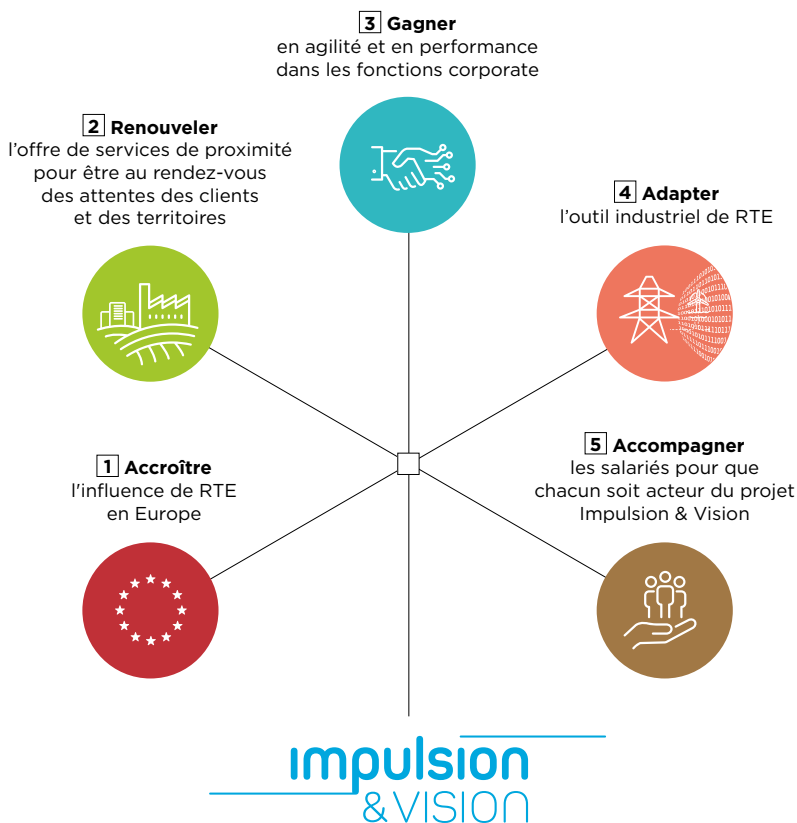 3 Gagner
en agilité et en performance
dans les fonctions corporate
2 Renouveler
l’offre de services de proximité
pour être au rendez-vous
des attentes des clients
et des territoires
4 Adapter
l’outil industriel de RTE
1 Accroître
l'influence de RTE
en Europe
5 Accompagner
les salariés pour que
chacun soit acteur du projet
Impulsion & Vision
impulsion
& VISION